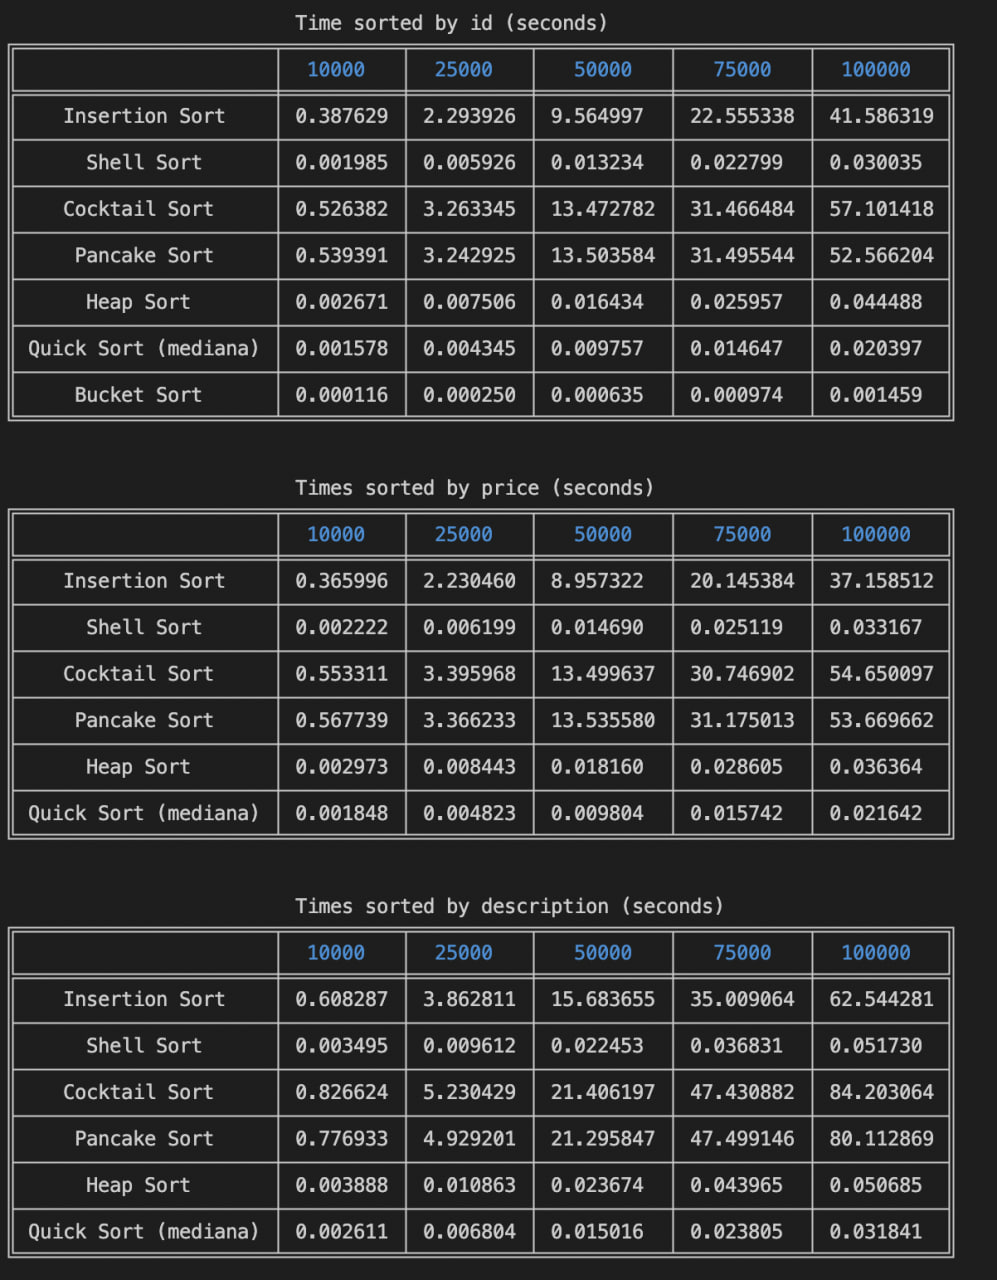 Time sorted by id (seconds)
10000 25000 50000 75000 100000
Insertion Sort 0.387629 2.293926 9.564997 22.555338 41.586319
Shell Sort 0.001985 0.005926 0.013234 0.022799 0.030035
Cocktail Sort 0.526382 3.263345 13.472782 31.466484 57.101418
Pancake Sort 0.539391 3.242925 13.503584 31.495544 52.566204
Heap Sort 0.002671 0.007506 0.016434 0.025957 0.044488
Quick Sort (mediana) 0.001578 0.004345 0.009757 0.014647 0.020397
Bucket Sort 0.000116 0.000250 0.000635 0.000974 0.001459
Times sorted by price (seconds)
10000 25000 50000 75000 100000
Insertion Sort 0.365996 2.230460 8.957322 20.145384 37.158512
Shell Sort 0.002222 0.006199 0.014690 0.025119 0.033167
Cocktail Sort 0.553311 3.395968 13.499637 30.746902 54.650097
Pancake Sort 0.567739 3.366233 13.535580 31.175013 53.669662
Heap Sort 0.002973 0.008443 0.018160 0.028605 0.036364
Quick Sort (mediana) 0.001848 0.004823 0.009804 0.015742 0.021642
Times sorted by description (seconds)
10000 25000 50000 75000 100000
Insertion Sort 0.608287 3.862811 15.683655 35.009064 62.544281
Shell Sort 0.003495 0.009612 0.022453 0.036831 0.051730
Cocktail Sort 0.826624 5.230429 21.406197 47.430882 84.203064
Pancake Sort 0.776933 4.929201 21.295847 47.499146 80.112869
Heap Sort 0.003888 0.010863 0.023674 0.043965 0.050685
Quick Sort (mediana) 0.002611 0.006804 0.015016 0.023805 0.031841